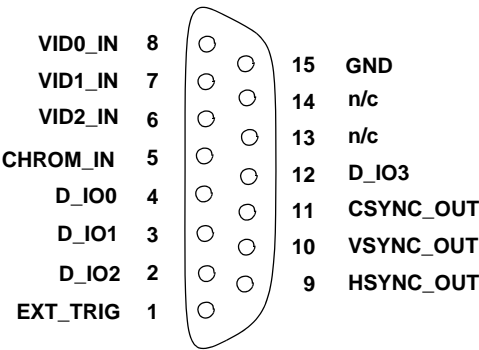 VID0_IN 8
VID1_IN 7
VID2_IN 6
CHROM_IN 5
D_IO0 4
D_IO1 3
D_IO2 2
EXT_TRIG 1
15 GND
14 n/c
13 n/c
12 D_IO3
11 CSYNC_OUT
10 VSYNC_OUT
9 HSYNC_OUT